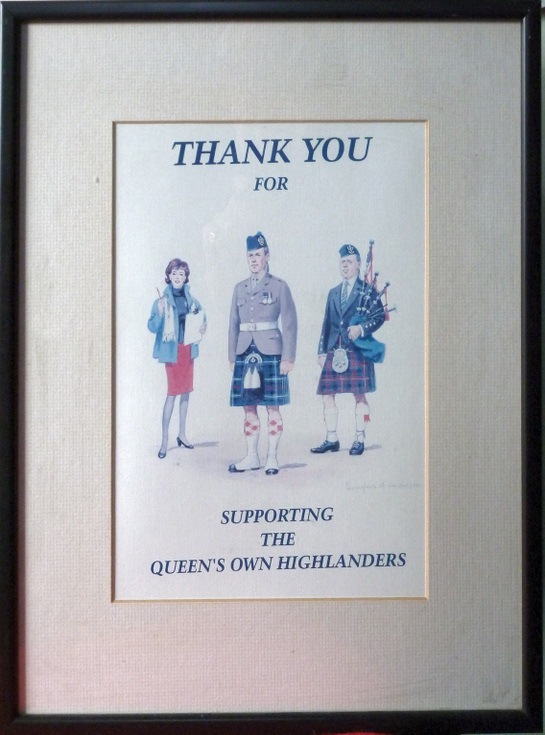 THANK YOU
FOR
SUPPORTING
THE
QUEEN'S OWN HIGHLANDERS